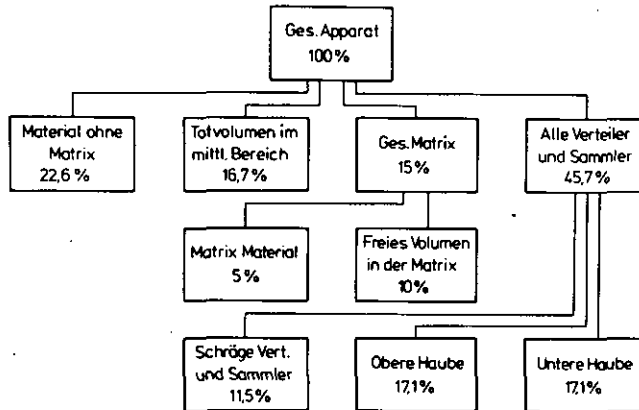 Ges. Apparat
100%
Material ohne
Matrix
22,6 %
Totvolumen im
mittl. Bereich
16,7%
Ges. Matrix
15 %
Alle Verteiler
und Sammler
45,7 %
Matrix Material
5 %
Freies Volumen
in der Matrix
10%
Schräge Vert.
und Sammler
11,5%
Obere Haube
17,1%
Untere Haube
17,1%